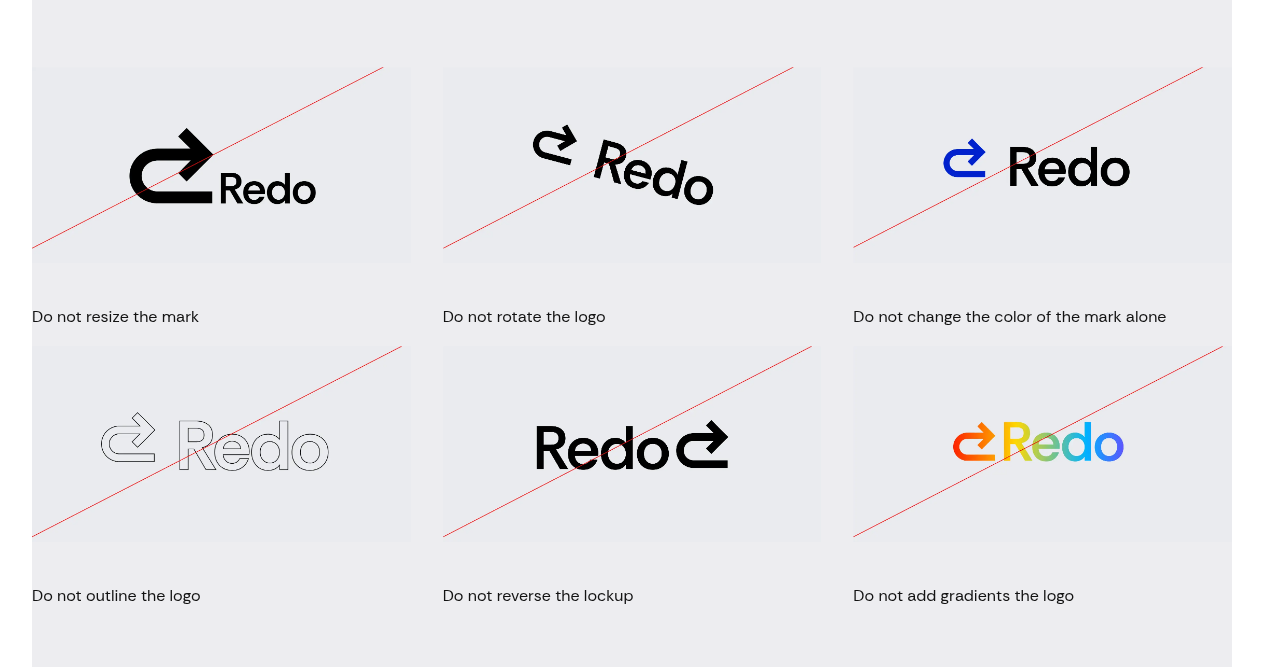 Redo
Redo
Redo
Do not resize the mark
Do not rotate the logo
Do not change the color of the mark alone
Redo
Redo
Redo
Do not outline the logo
Do not reverse the lockup
Do not add gradients the logo